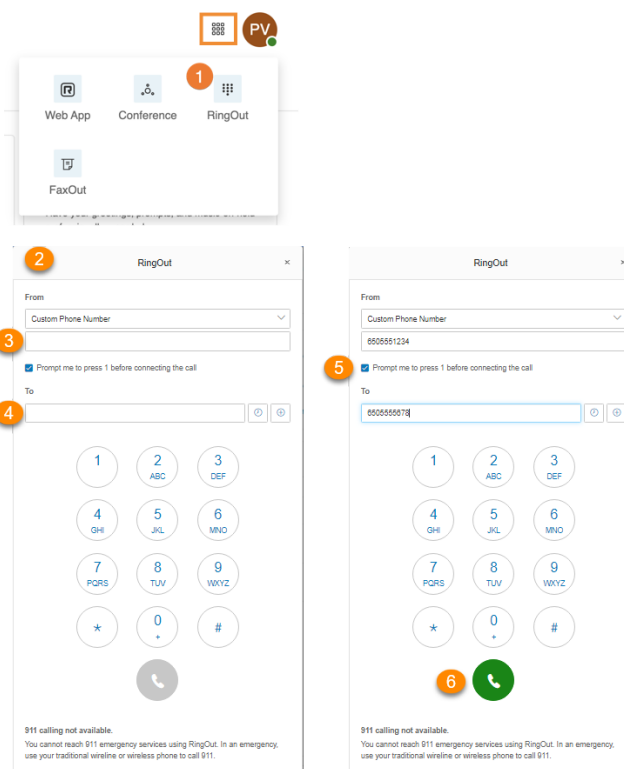 PV
1
Web App Conference RingOut
FaxOut
2
RingOut ×
From
Custom Phone Number
3
Prompt me to press 1 before connecting the call
To
4
1 2 3
ABC DEF
4 5 6
GHI JKL MNO
7 8 9
PQRS TUV WXYZ
* 0 #
+
911 calling not available.
You cannot reach 911 emergency services using RingOut. In an emergency,
use your traditional wireline or wireless phone to call 911.
RingOut ×
From
Custom Phone Number
6505551234
5
Prompt me to press 1 before connecting the call
To
6505555678
1 2 3
ABC DEF
4 5 6
GHI JKL MNO
7 8 9
PQRS TUV WXYZ
* 0 #
+
6
911 calling not available.
You cannot reach 911 emergency services using RingOut. In an emergency,
use your traditional wireline or wireless phone to call 911.